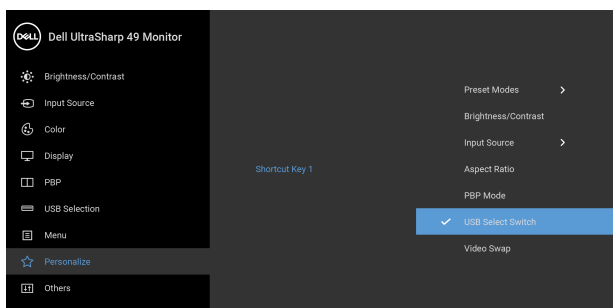 DELL Dell UltraSharp 49 Monitor
Brightness/Contrast
Input Source
Color
Display
PBP
USB Selection
Menu
Personalize
Others
Shortcut Key 1
Preset Modes
Brightness/Contrast
Input Source
Aspect Ratio
PBP Mode
USB Select Switch
Video Swap